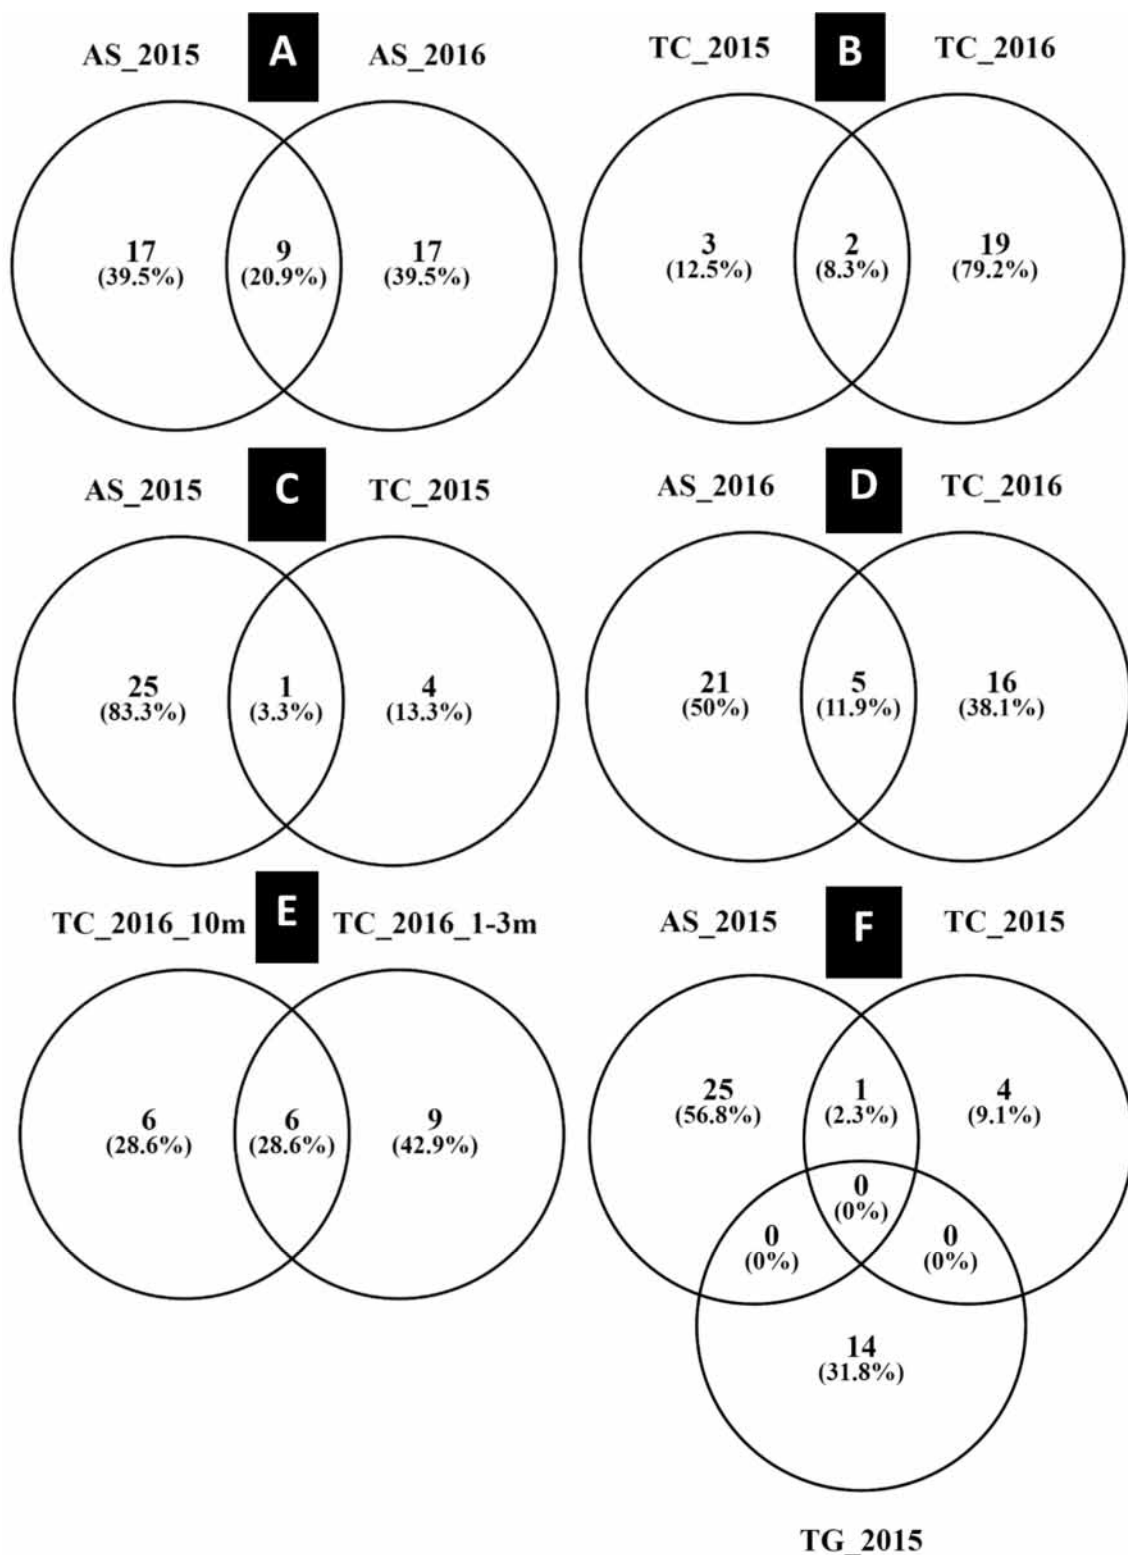 AS_2015 A AS_2016
17 9 17
(39.5%) (20.9%) (39.5%)
TC_2015 B TC_2016
3 2 19
(12.5%) (8.3%) (79.2%)
AS_2015 C TC_2015
25 1 4
(83.3%) (3.3%) (13.3%)
AS_2016 D TC_2016
21 5 16
(50%) (11.9%) (38.1%)
TC_2016_10m E TC_2016_1-3m
6 6 9
(28.6%) (28.6%) (42.9%)
AS_2015 F TC_2015
25 1 4
(56.8%) (2.3%) (9.1%)
0
(0%)
0 0
(0%) (0%)
14
(31.8%)
TG_2015